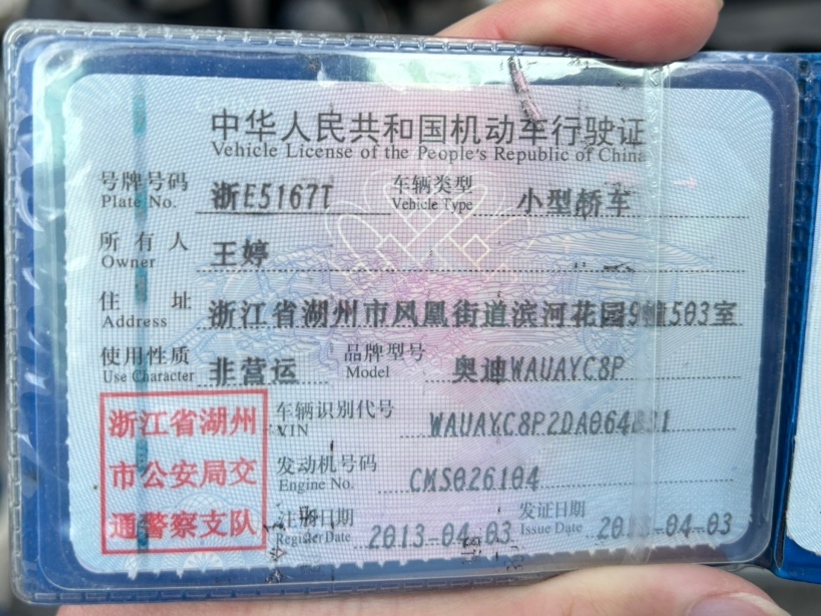 中华人民共和国机动车行驶证
Vehicle License of the People's Republic of China
号牌号码 浙E5167T 车辆类型 小型轿车
Plate No. Vehicle Type
所有人 王婷
Owner
住址 浙江省湖州市凤凰街道滨河花园9幢503室
Address
使用性质 非营运 品牌型号 奥迪WAUAYC8P
Use Character Model
浙江省湖州
市公安局交
通警察支队
车辆识别代号 WAUAYC8P2DA064831
VIN
发动机号码 CMS026104
Engine No.
注册日期 2013-04-03 发证日期 2013-04-03
Register Date Issue Date